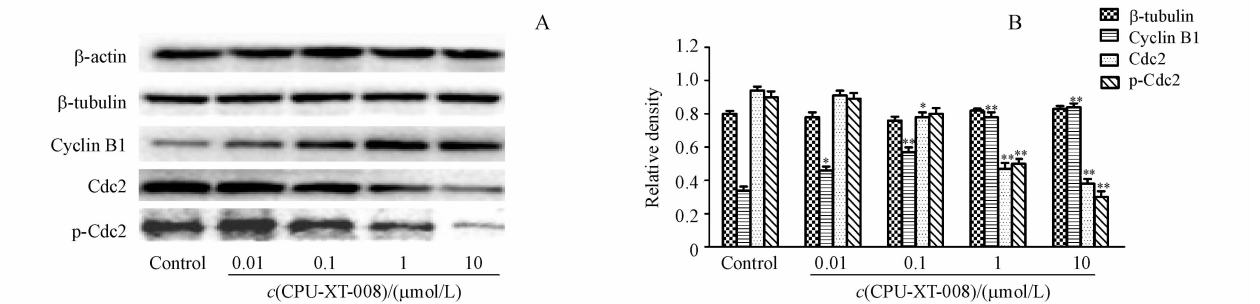 A
β-actin
β-tubulin
Cyclin B1
Cdc2
p-Cdc2
Control 0.01 0.1 1 10
c(CPU-XT-008)/(μmol/L)
B
β-tubulin
Cyclin B1
Cdc2
p-Cdc2
Relative density
1.2
1.0
0.8
0.6
0.4
0.2
0
*
**
*
**
** **
**
**
**
Control 0.01 0.1 1 10
c(CPU-XT-008)/(μmol/L)